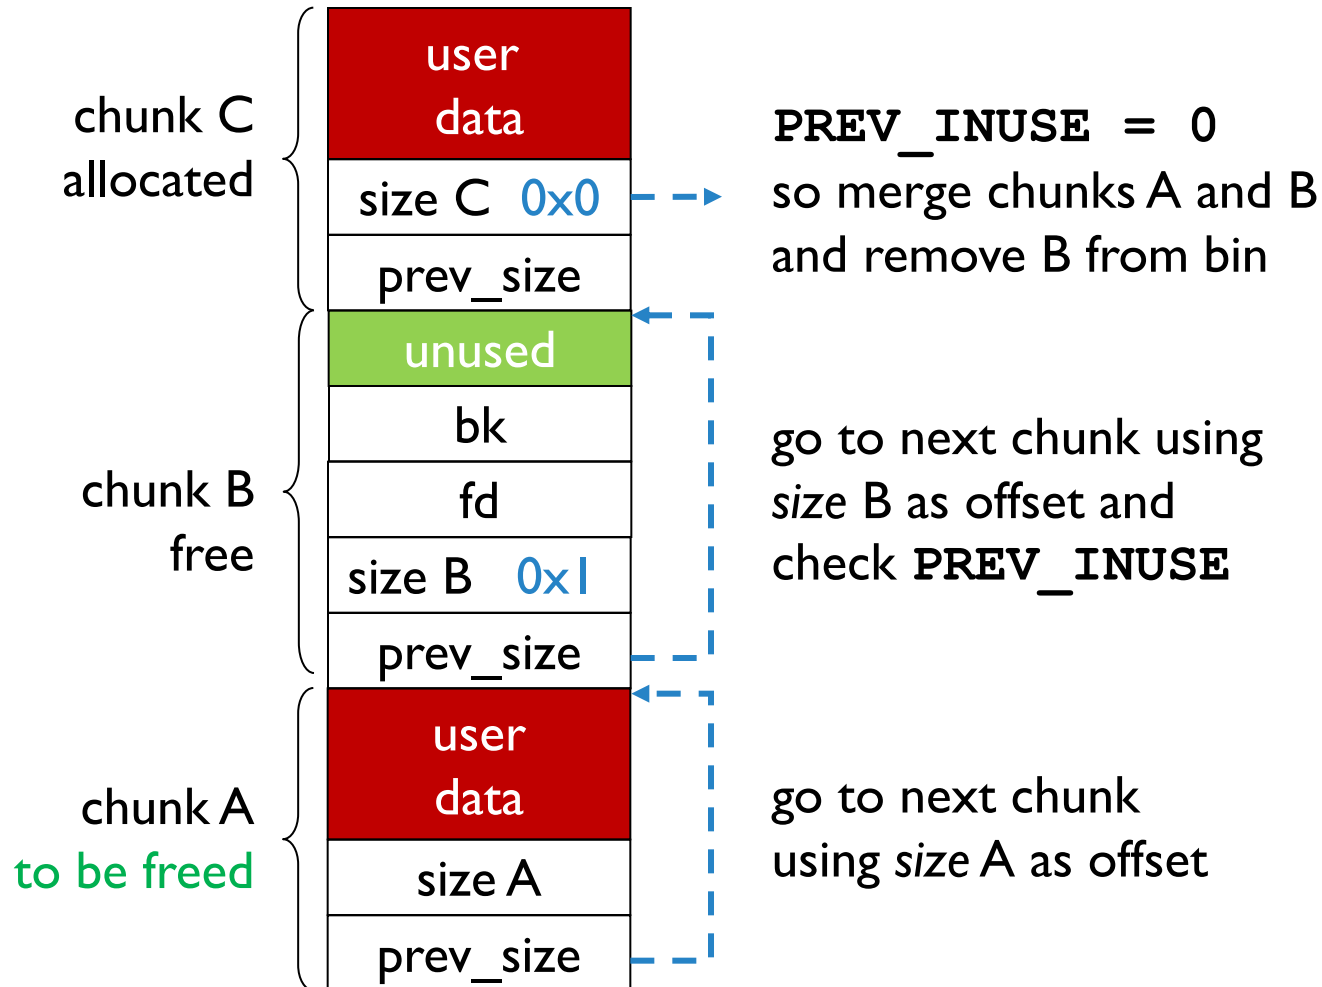 chunk C
allocated
user
data
size C 0x0
prev_size
PREV_INUSE = 0
so merge chunks A and B
and remove B from bin
chunk B
free
unused
bk
fd
size B 0x1
prev_size
go to next chunk using
size B as offset and
check PREV_INUSE
chunk A
to be freed
user
data
size A
prev_size
go to next chunk
using size A as offset